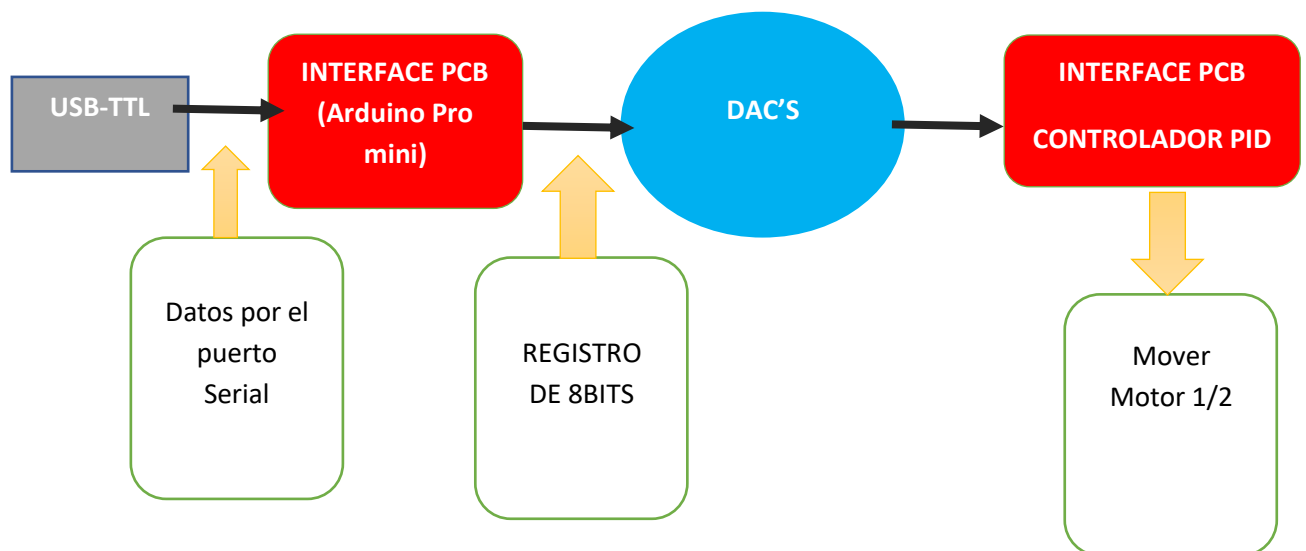 USB-TTL
INTERFACE PCB
(Arduino Pro
mini)
DAC’S
INTERFACE PCB
CONTROLADOR PID
Datos por el
puerto
Serial
REGISTRO
DE 8BITS
Mover
Motor 1/2